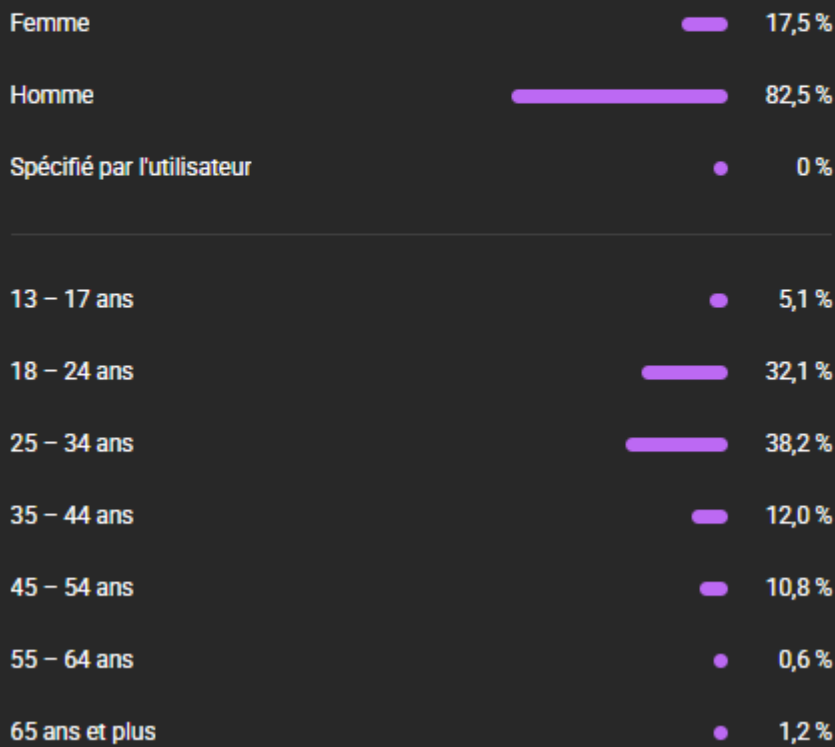 Femme 17,5 %
Homme 82,5 %
Spécifié par l'utilisateur 0 %
13 – 17 ans 5,1 %
18 – 24 ans 32,1 %
25 – 34 ans 38,2 %
35 – 44 ans 12,0 %
45 – 54 ans 10,8 %
55 – 64 ans 0,6 %
65 ans et plus 1,2 %